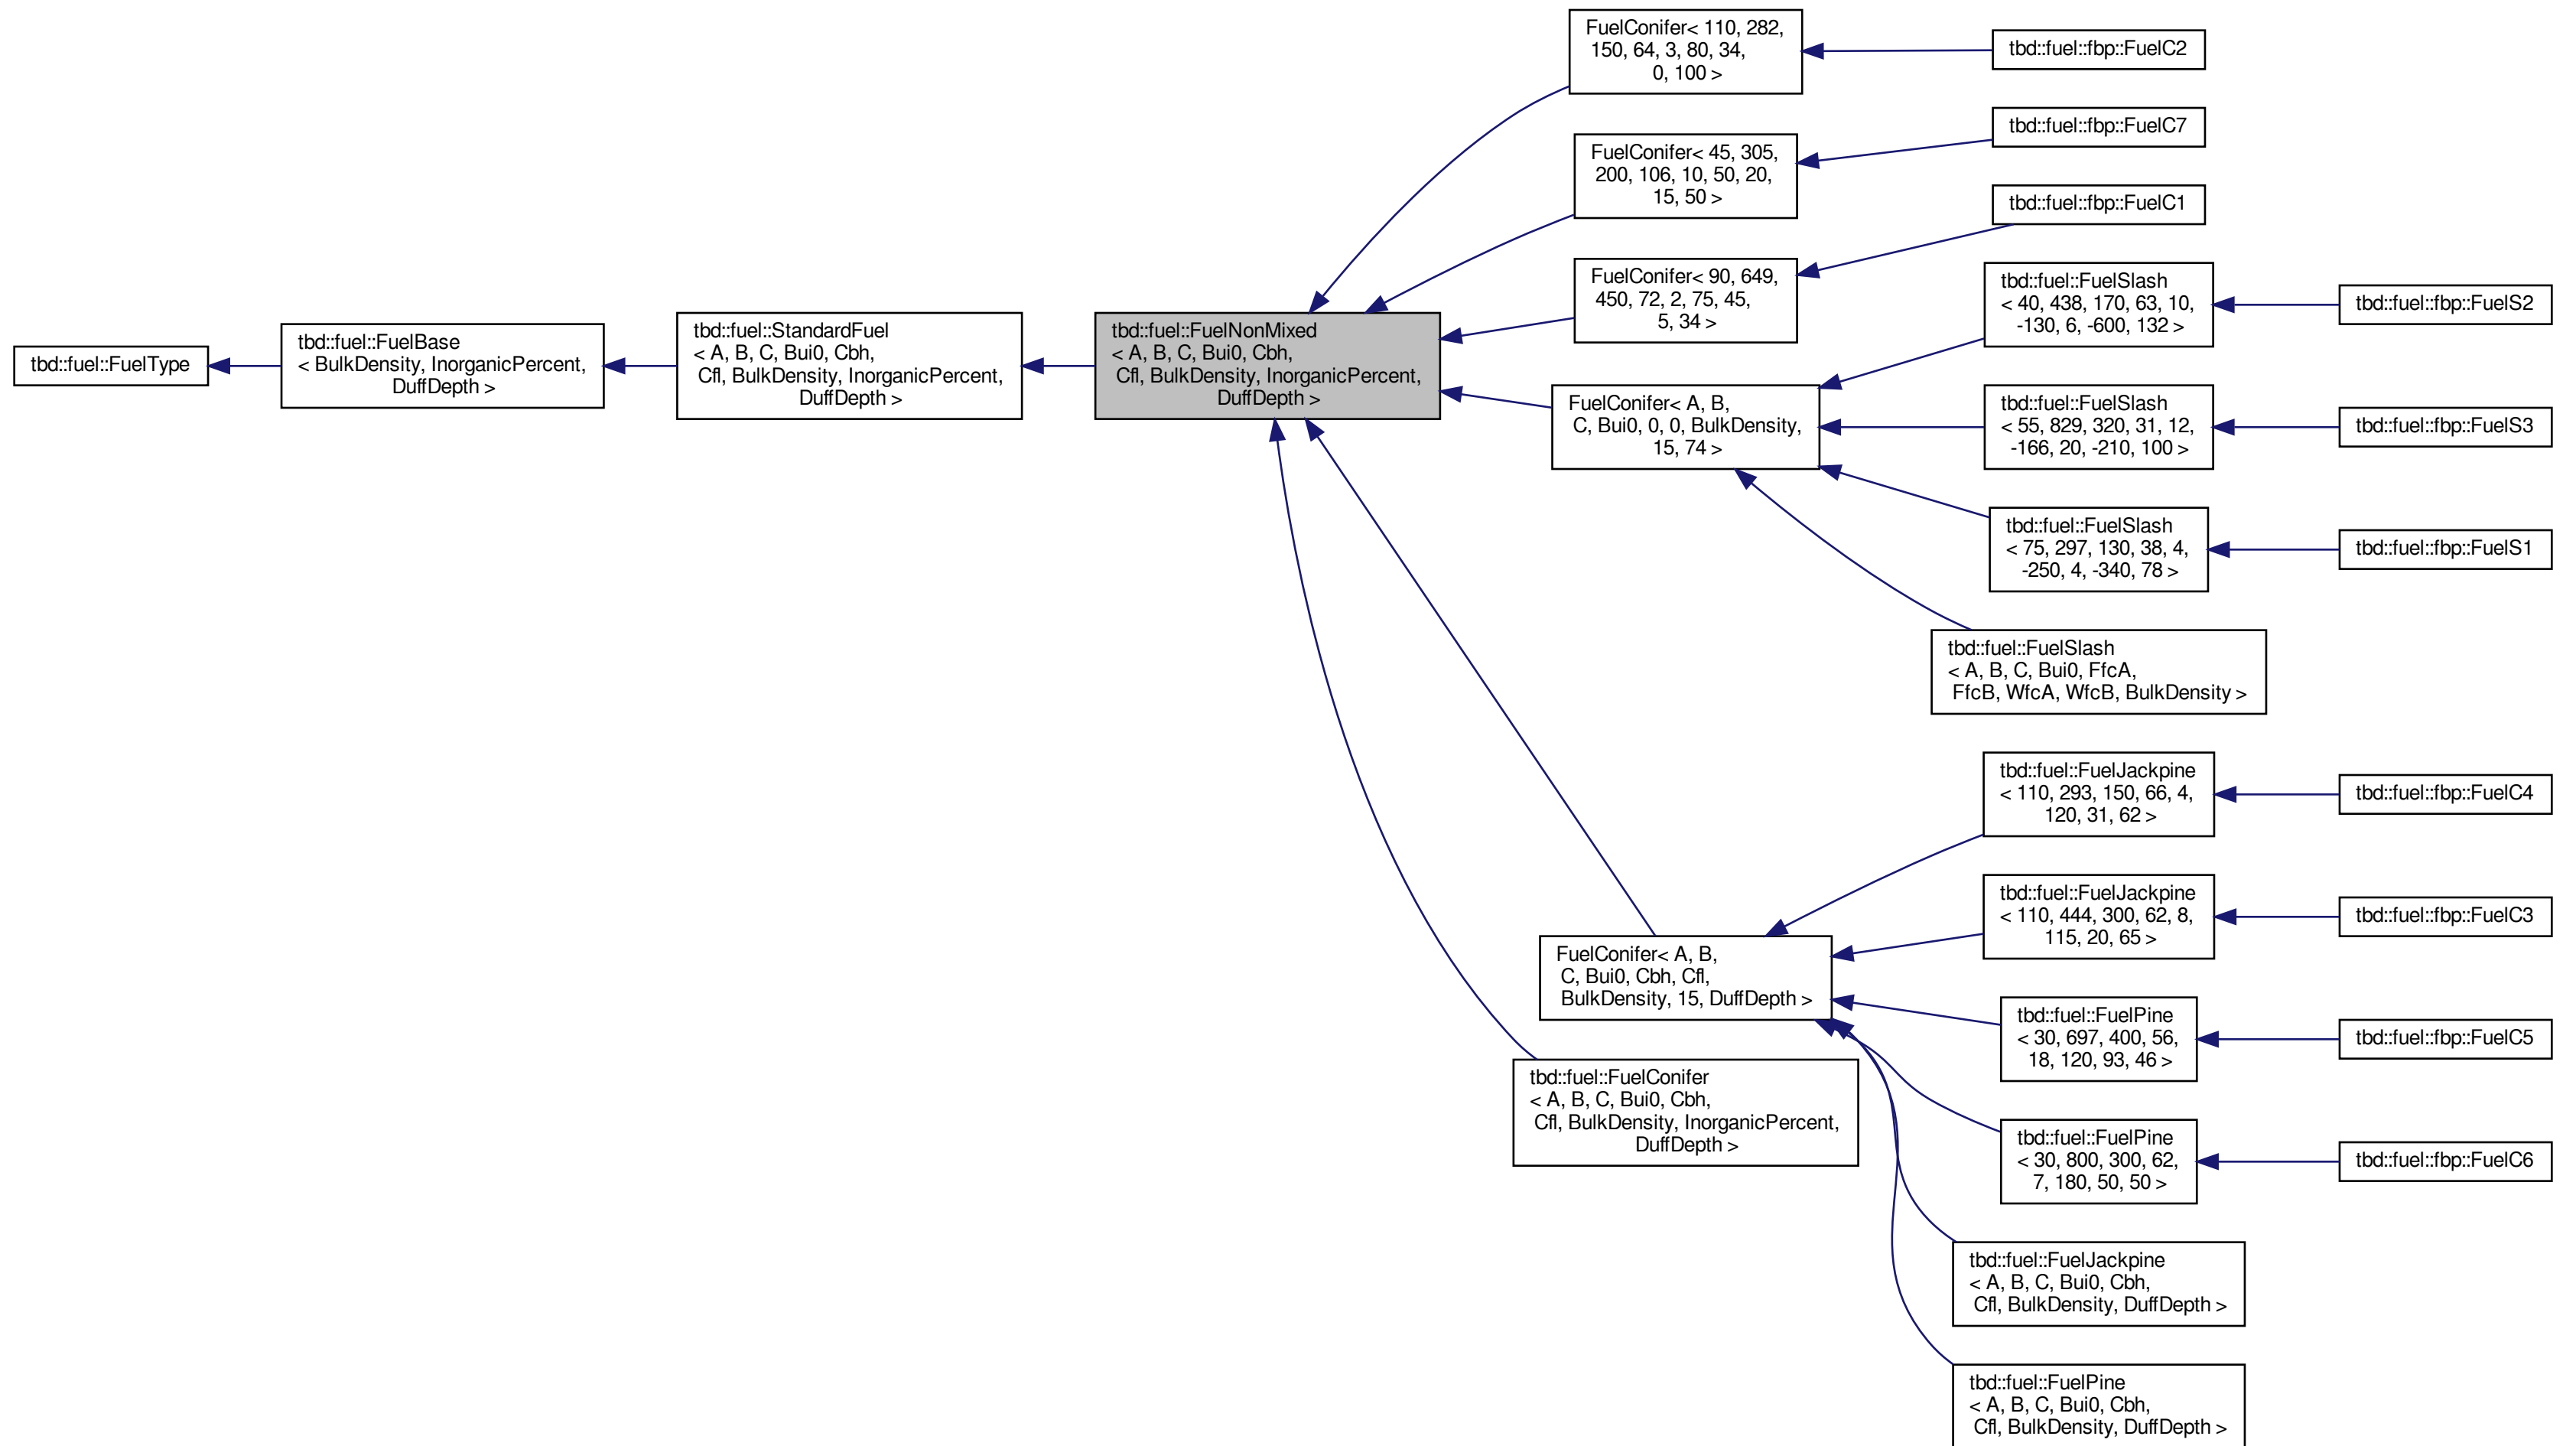 tbd::fuel::FuelType
tbd::fuel::FuelBase
< BulkDensity, InorganicPercent,
DuffDepth >
tbd::fuel::StandardFuel
< A, B, C, Bui0, Cbh,
Cfl, BulkDensity, InorganicPercent,
DuffDepth >
tbd::fuel::FuelNonMixed
< A, B, C, Bui0, Cbh,
Cfl, BulkDensity, InorganicPercent,
DuffDepth >
FuelConifer< 110, 282,
150, 64, 3, 80, 34,
0, 100 >
tbd::fuel::fbp::FuelC2
FuelConifer< 45, 305,
200, 106, 10, 50, 20,
15, 50 >
tbd::fuel::fbp::FuelC7
FuelConifer< 90, 649,
450, 72, 2, 75, 45,
5, 34 >
tbd::fuel::fbp::FuelC1
FuelConifer< A, B,
C, Bui0, 0, 0, BulkDensity,
15, 74 >
tbd::fuel::FuelSlash
< 40, 438, 170, 63, 10,
-130, 6, -600, 132 >
tbd::fuel::fbp::FuelS2
tbd::fuel::FuelSlash
< 55, 829, 320, 31, 12,
-166, 20, -210, 100 >
tbd::fuel::fbp::FuelS3
tbd::fuel::FuelSlash
< 75, 297, 130, 38, 4,
-250, 4, -340, 78 >
tbd::fuel::fbp::FuelS1
tbd::fuel::FuelSlash
< A, B, C, Bui0, FfcA,
FfcB, WfcA, WfcB, BulkDensity >
FuelConifer< A, B,
C, Bui0, Cbh, Cfl,
BulkDensity, 15, DuffDepth >
tbd::fuel::FuelJackpine
< 110, 293, 150, 66, 4,
120, 31, 62 >
tbd::fuel::fbp::FuelC4
tbd::fuel::FuelJackpine
< 110, 444, 300, 62, 8,
115, 20, 65 >
tbd::fuel::fbp::FuelC3
tbd::fuel::FuelPine
< 30, 697, 400, 56,
18, 120, 93, 46 >
tbd::fuel::fbp::FuelC5
tbd::fuel::FuelPine
< 30, 800, 300, 62,
7, 180, 50, 50 >
tbd::fuel::fbp::FuelC6
tbd::fuel::FuelJackpine
< A, B, C, Bui0, Cbh,
Cfl, BulkDensity, DuffDepth >
tbd::fuel::FuelPine
< A, B, C, Bui0, Cbh,
Cfl, BulkDensity, DuffDepth >
tbd::fuel::FuelConifer
< A, B, C, Bui0, Cbh,
Cfl, BulkDensity, InorganicPercent,
DuffDepth >